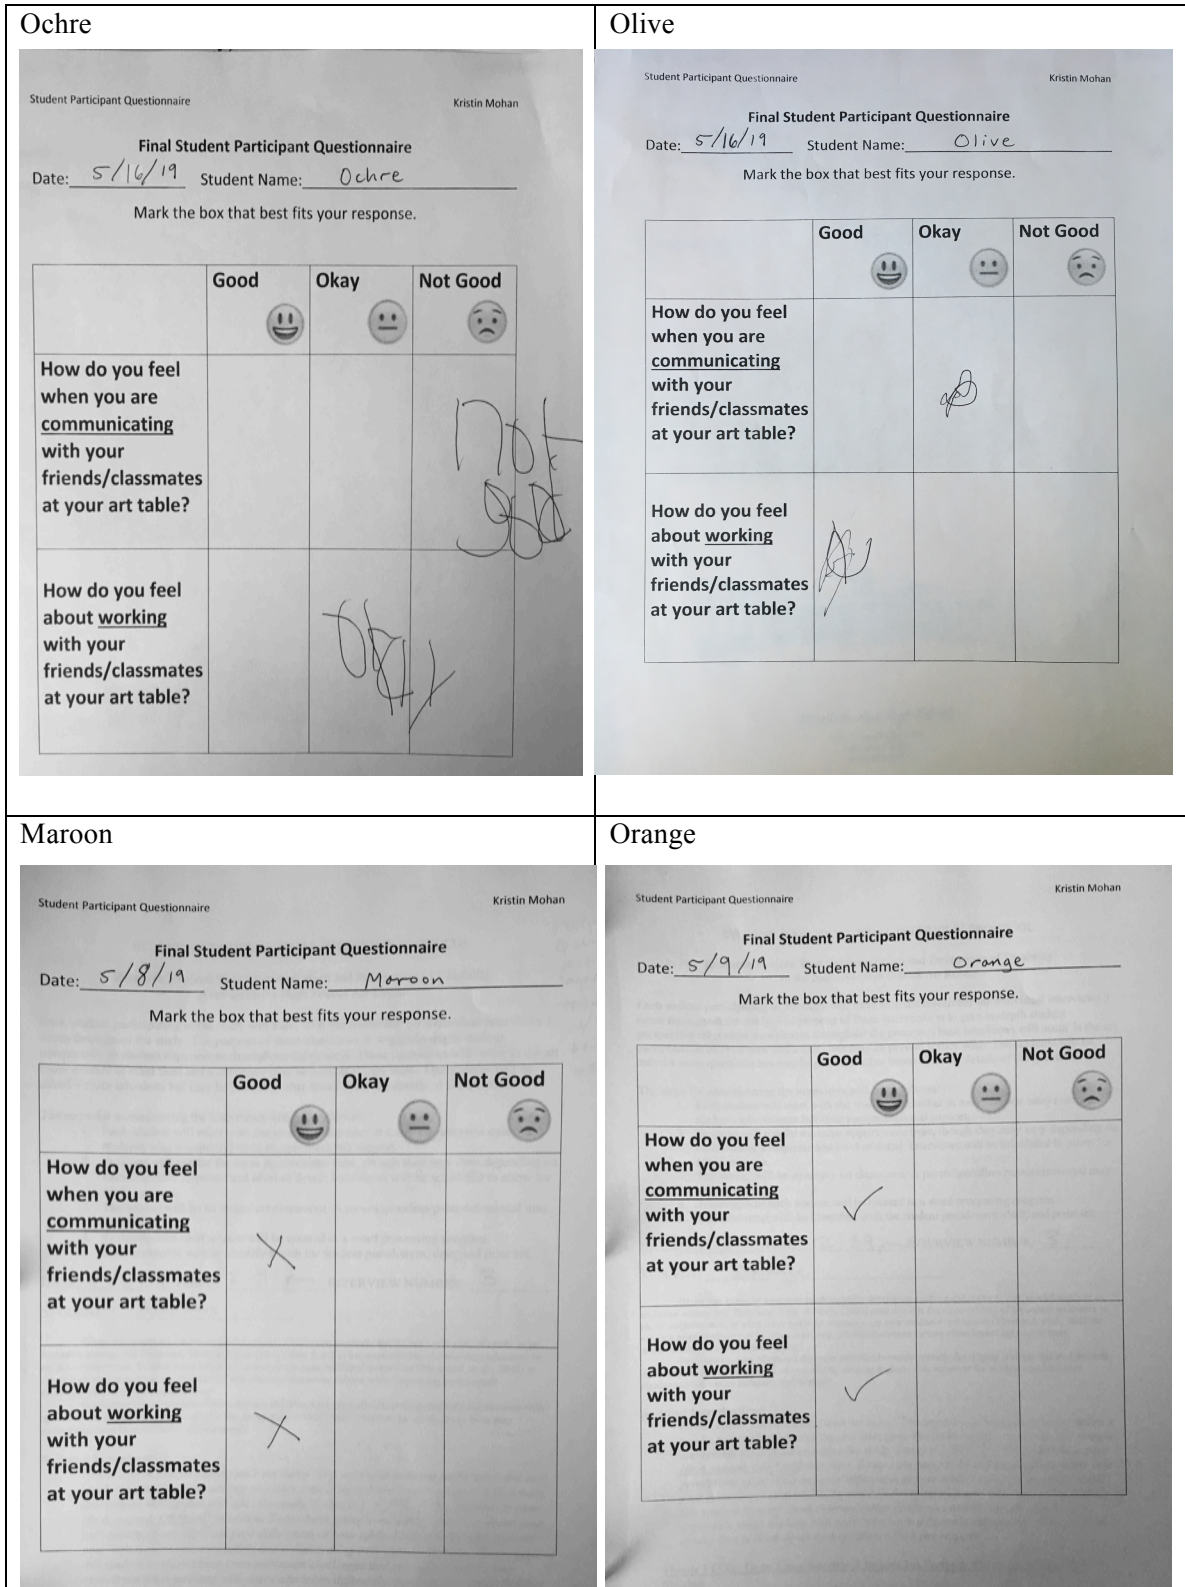 Ochre
Student Participant Questionnaire Kristin Mohan
Final Student Participant Questionnaire
Date: 5/16/19 Student Name: Ochre
Mark the box that best fits your response.
Good Okay Not Good
How do you feel
when you are
communicating
with your
friends/classmates
at your art table?
not
good
How do you feel
about working
with your
friends/classmates
at your art table?
okay
Olive
Student Participant Questionnaire Kristin Mohan
Final Student Participant Questionnaire
Date: 5/16/19 Student Name: Olive
Mark the box that best fits your response.
Good Okay Not Good
How do you feel
when you are
communicating
with your
friends/classmates
at your art table?
How do you feel
about working
with your
friends/classmates
at your art table?
Maroon
Student Participant Questionnaire Kristin Mohan
Final Student Participant Questionnaire
Date: 5/8/19 Student Name: Maroon
Mark the box that best fits your response.
Good Okay Not Good
How do you feel
when you are
communicating
with your
friends/classmates
at your art table?
How do you feel
about working
with your
friends/classmates
at your art table?
Orange
Student Participant Questionnaire Kristin Mohan
Final Student Participant Questionnaire
Date: 5/9/19 Student Name: Orange
Mark the box that best fits your response.
Good Okay Not Good
How do you feel
when you are
communicating
with your
friends/classmates
at your art table?
How do you feel
about working
with your
friends/classmates
at your art table?